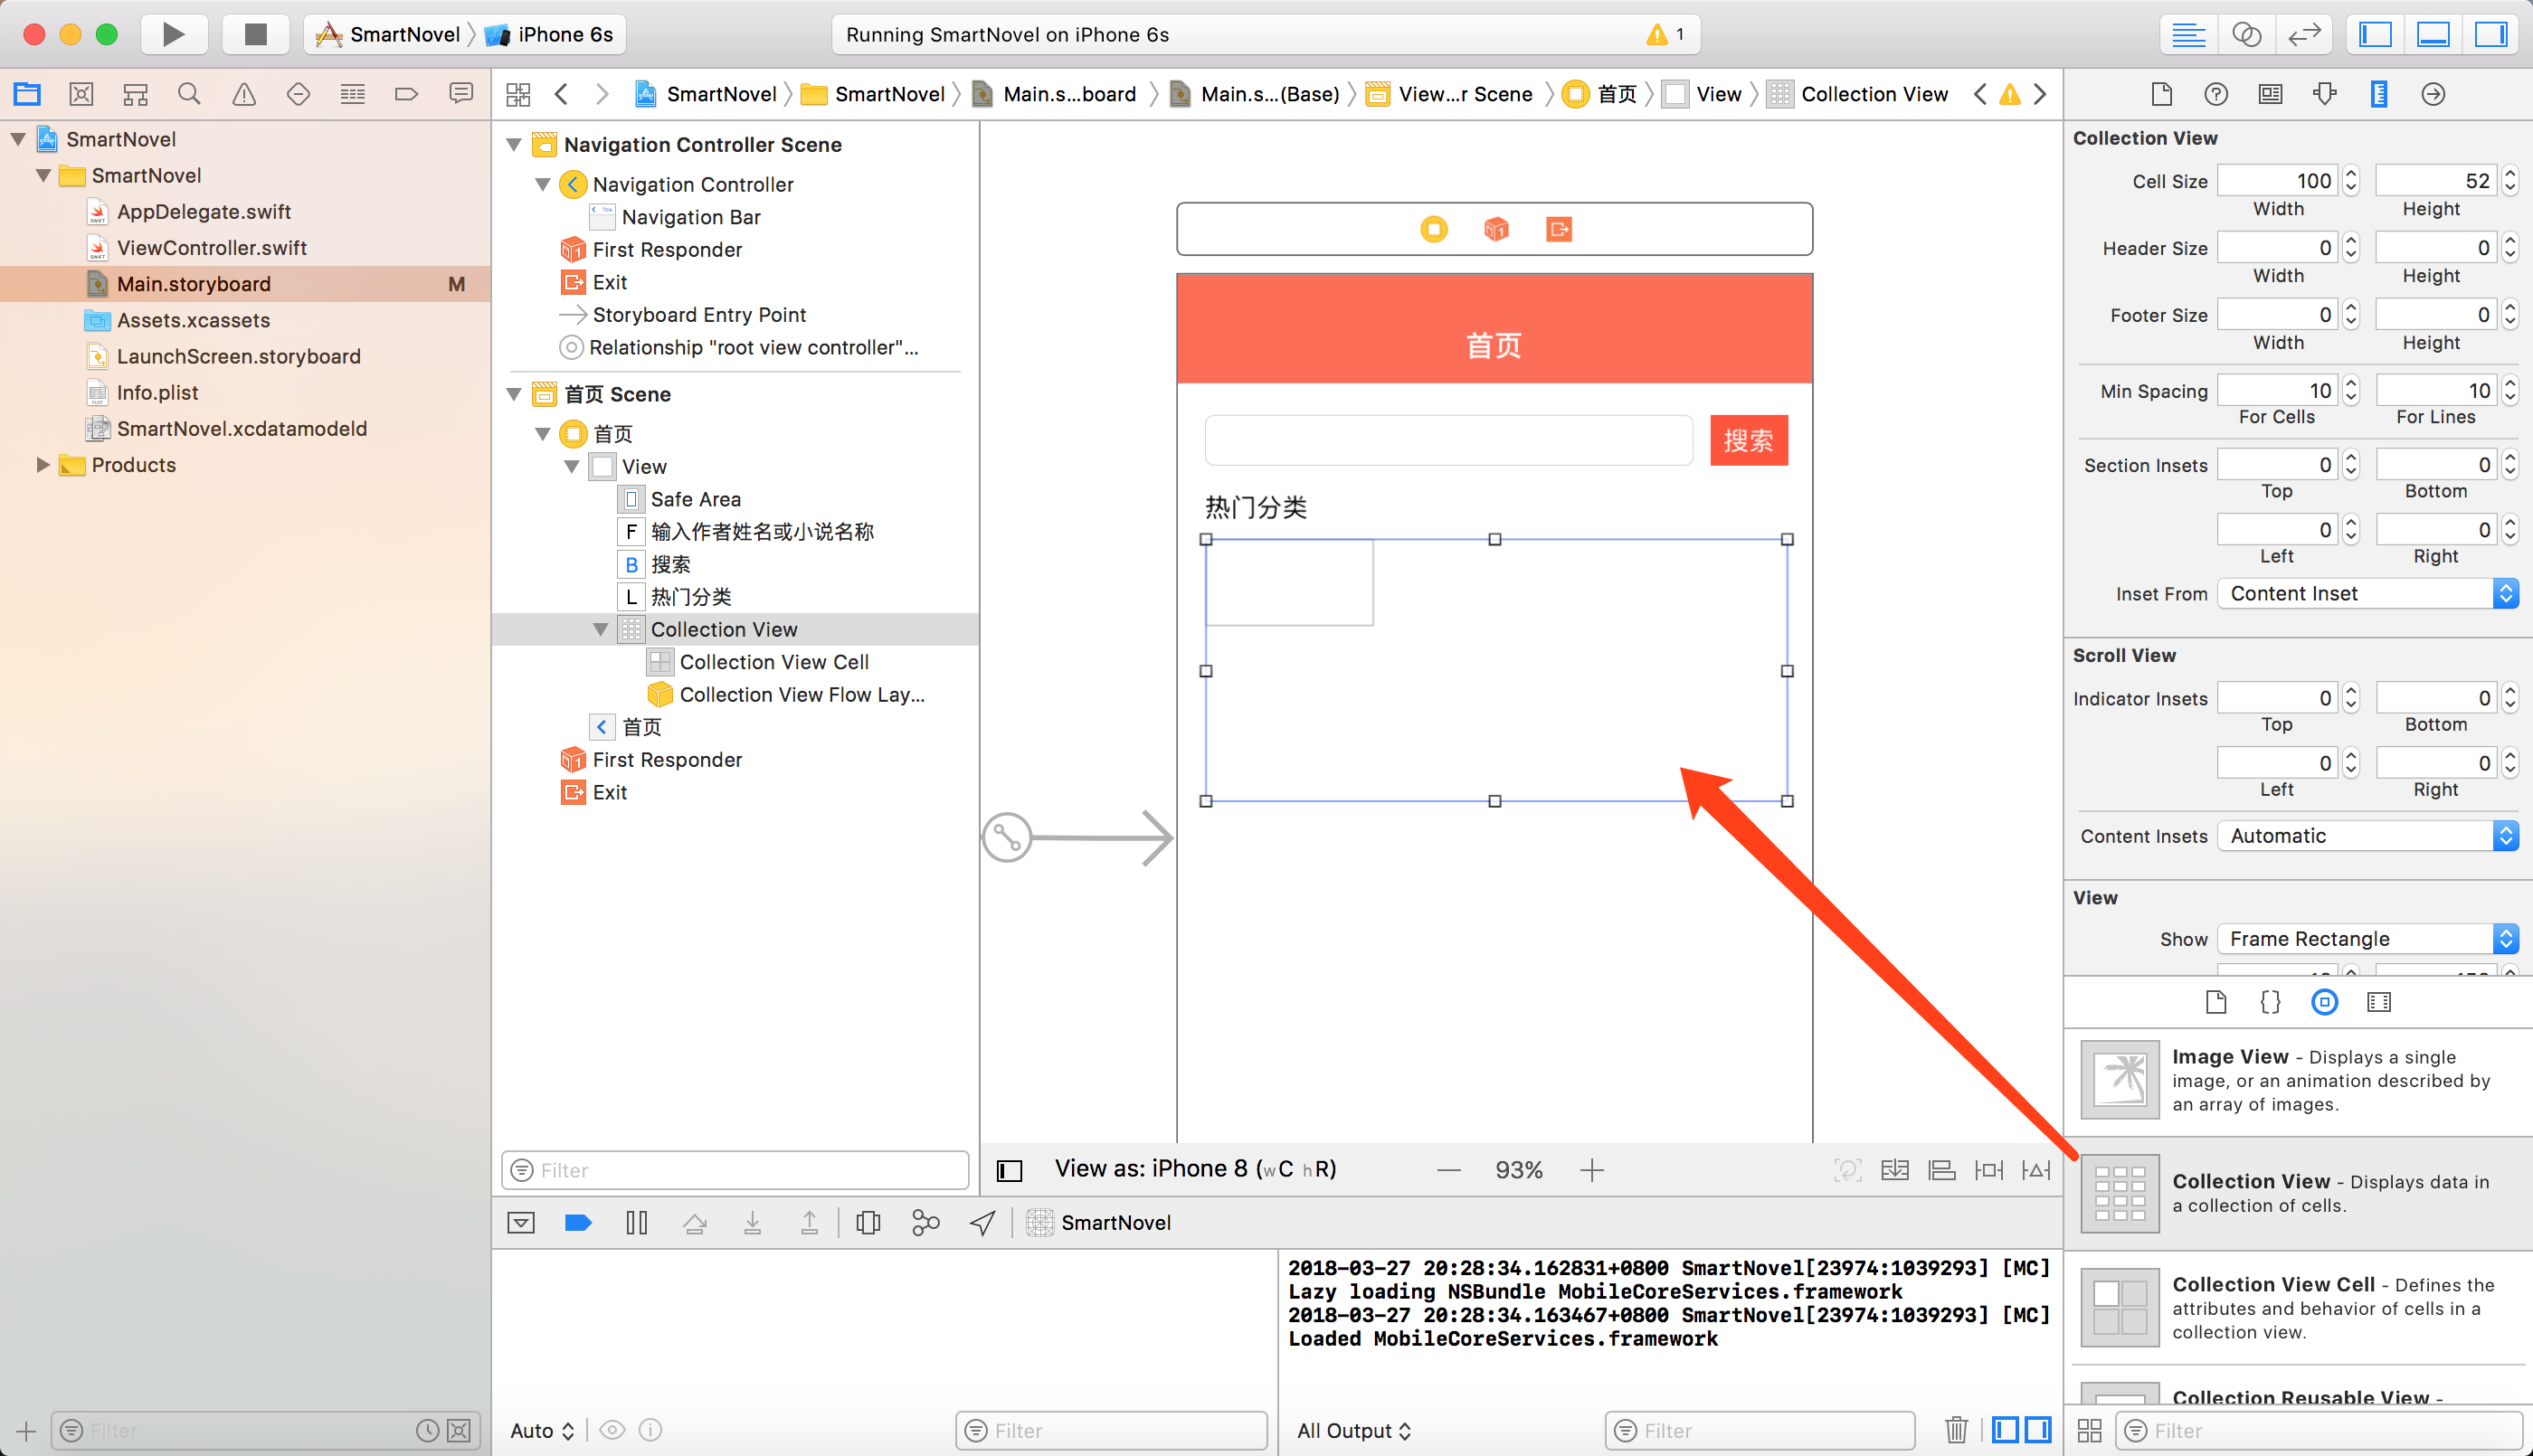 SmartNovel
iPhone 6s
Running SmartNovel on iPhone 6s
1
SmartNovel
SmartNovel
Main.s...board
Main.s...(Base)
View...r Scene
首页
View
Collection View
SmartNovel
SmartNovel
AppDelegate.swift
ViewController.swift
Main.storyboard
M
Assets.xcassets
LaunchScreen.storyboard
Info.plist
SmartNovel.xcdatamodeld
Products
Filter
Navigation Controller Scene
Navigation Controller
Navigation Bar
First Responder
Exit
Storyboard Entry Point
Relationship "root view controller"...
首页 Scene
首页
View
Safe Area
F 输入作者姓名或小说名称
B 搜索
L 热门分类
Collection View
Collection View Cell
Collection View Flow Lay...
首页
First Responder
Exit
Filter
首页
搜索
热门分类
View as: iPhone 8 (wC hR)
93%
SmartNovel
2018-03-27 20:28:34.162831+0800 SmartNovel[23974:1039293] [MC]
Lazy loading NSBundle MobileCoreServices.framework
2018-03-27 20:28:34.163467+0800 SmartNovel[23974:1039293] [MC]
Loaded MobileCoreServices.framework
Auto
Filter
All Output
Filter
Collection View
Cell Size 100 52
Width Height
Header Size 0 0
Width Height
Footer Size 0 0
Width Height
Min Spacing 10 10
For Cells For Lines
Section Insets 0 0
Top Bottom
0 0
Left Right
Inset From Content Inset
Scroll View
Indicator Insets 0 0
Top Bottom
0 0
Left Right
Content Insets Automatic
View
Show Frame Rectangle
Image View - Displays a single
image, or an animation described by
an array of images.
Collection View - Displays data in
a collection of cells.
Collection View Cell - Defines the
attributes and behavior of cells in a
collection view.
Collection Reusable View -
Filter